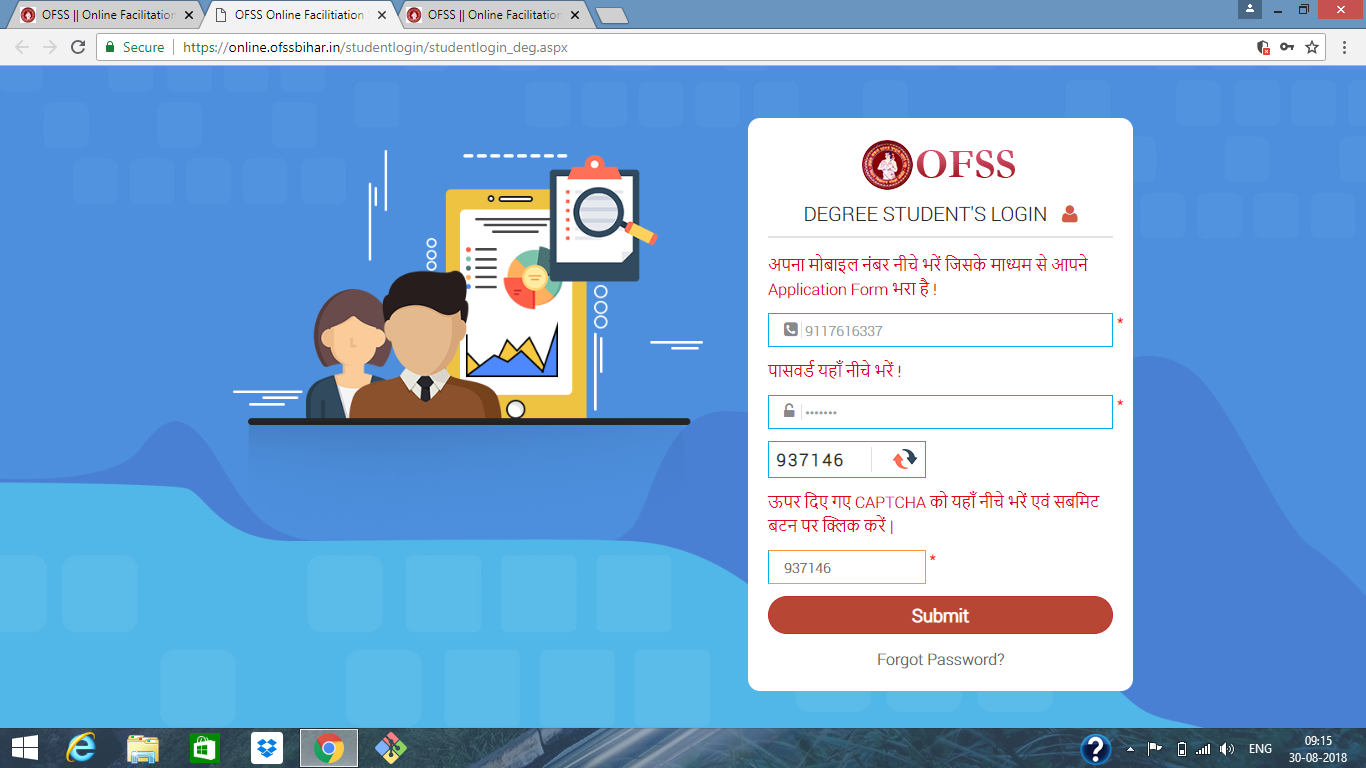 OFSS || Online Facilitation
OFSS Online Facilitiation
OFSS || Online Facilitation
Secure
https://online.ofssbihar.in/studentlogin/studentlogin_deg.aspx
OFSS
DEGREE STUDENT'S LOGIN
अपना मोबाइल नंबर नीचे भरें जिसके माध्यम से आपने
Application Form भरा है !
9117616337 *
पासवर्ड यहाँ नीचे भरें !
••••••• *
937146
ऊपर दिए गए CAPTCHA को यहाँ नीचे भरें एवं सबमिट
बटन पर क्लिक करें |
937146 *
Submit
Forgot Password?
ENG
09:15
30-08-2018